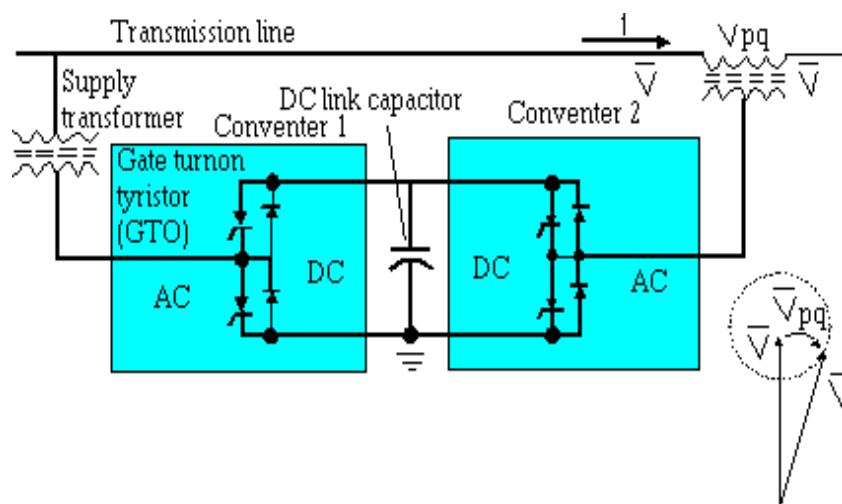 Transmission line
i
Vpq
V
V
Supply
transformer
DC link capacitor
Conventer 1
Conventer 2
Gate turnon
tyristor
(GTO)
DC
DC
AC
AC
V
pq
V
V